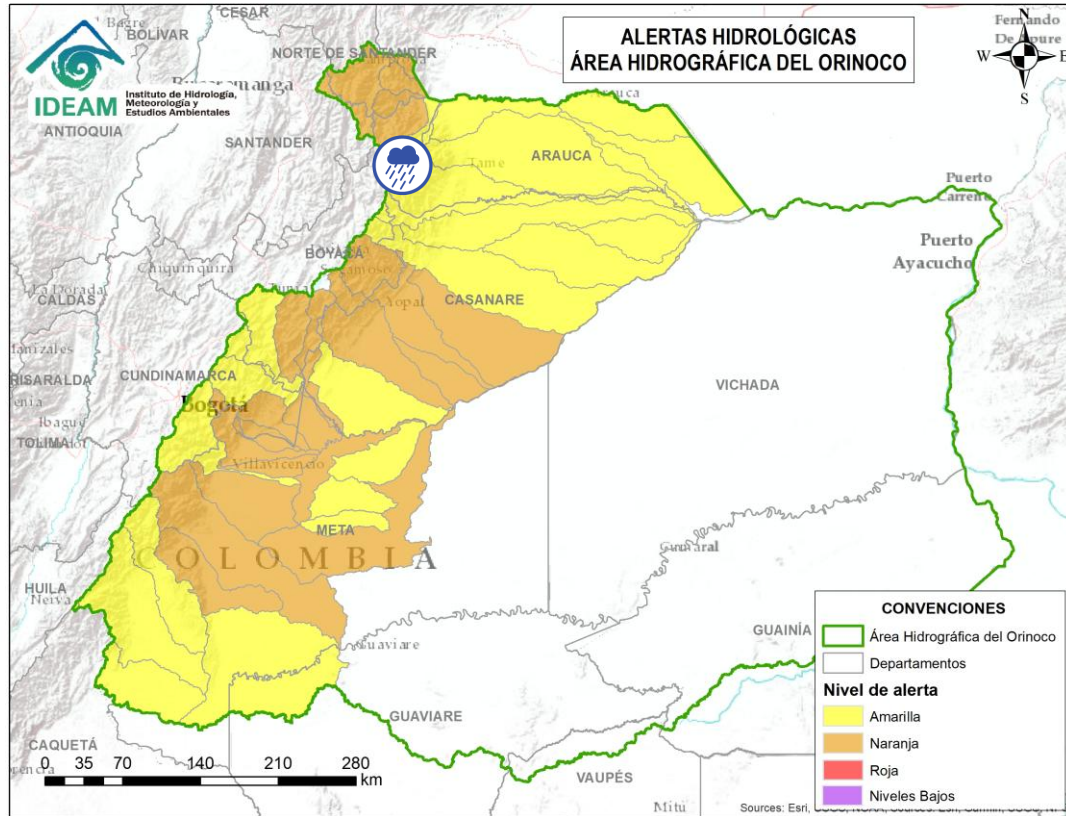 ALERTAS HIDROLÓGICAS
ÁREA HIDROGRÁFICA DEL ORINOCO
N
W E
S
IDEAM
Instituto de Hidrología,
Meteorología y
Estudios Ambientales
CESAR
Bagre
BOLÍVAR
NORTE DE SANTANDER
ANTIOQUIA
SANTANDER
ARAUCA
Tame
Puerto
Carreño
Puerto
Ayacucho
BOYACÁ
Chiquinquira
La Dorada
CALDAS
Yopal
CASANARE
RISARALDA
CUNDINAMARCA
Bogotá
VICHADA
Ibagué
TOLIMA
Villavicencio
META
COLOMBIA
HUILA
Neiva
Guaviare
GUAINÍA
GUAVIARE
CAQUETÁ
VAUPÉS
Mitú
0 35 70 140 210 280
km
CONVENCIONES
Área Hidrográfica del Orinoco
Departamentos
Nivel de alerta
Amarilla
Naranja
Roja
Niveles Bajos
Sources: Esri,